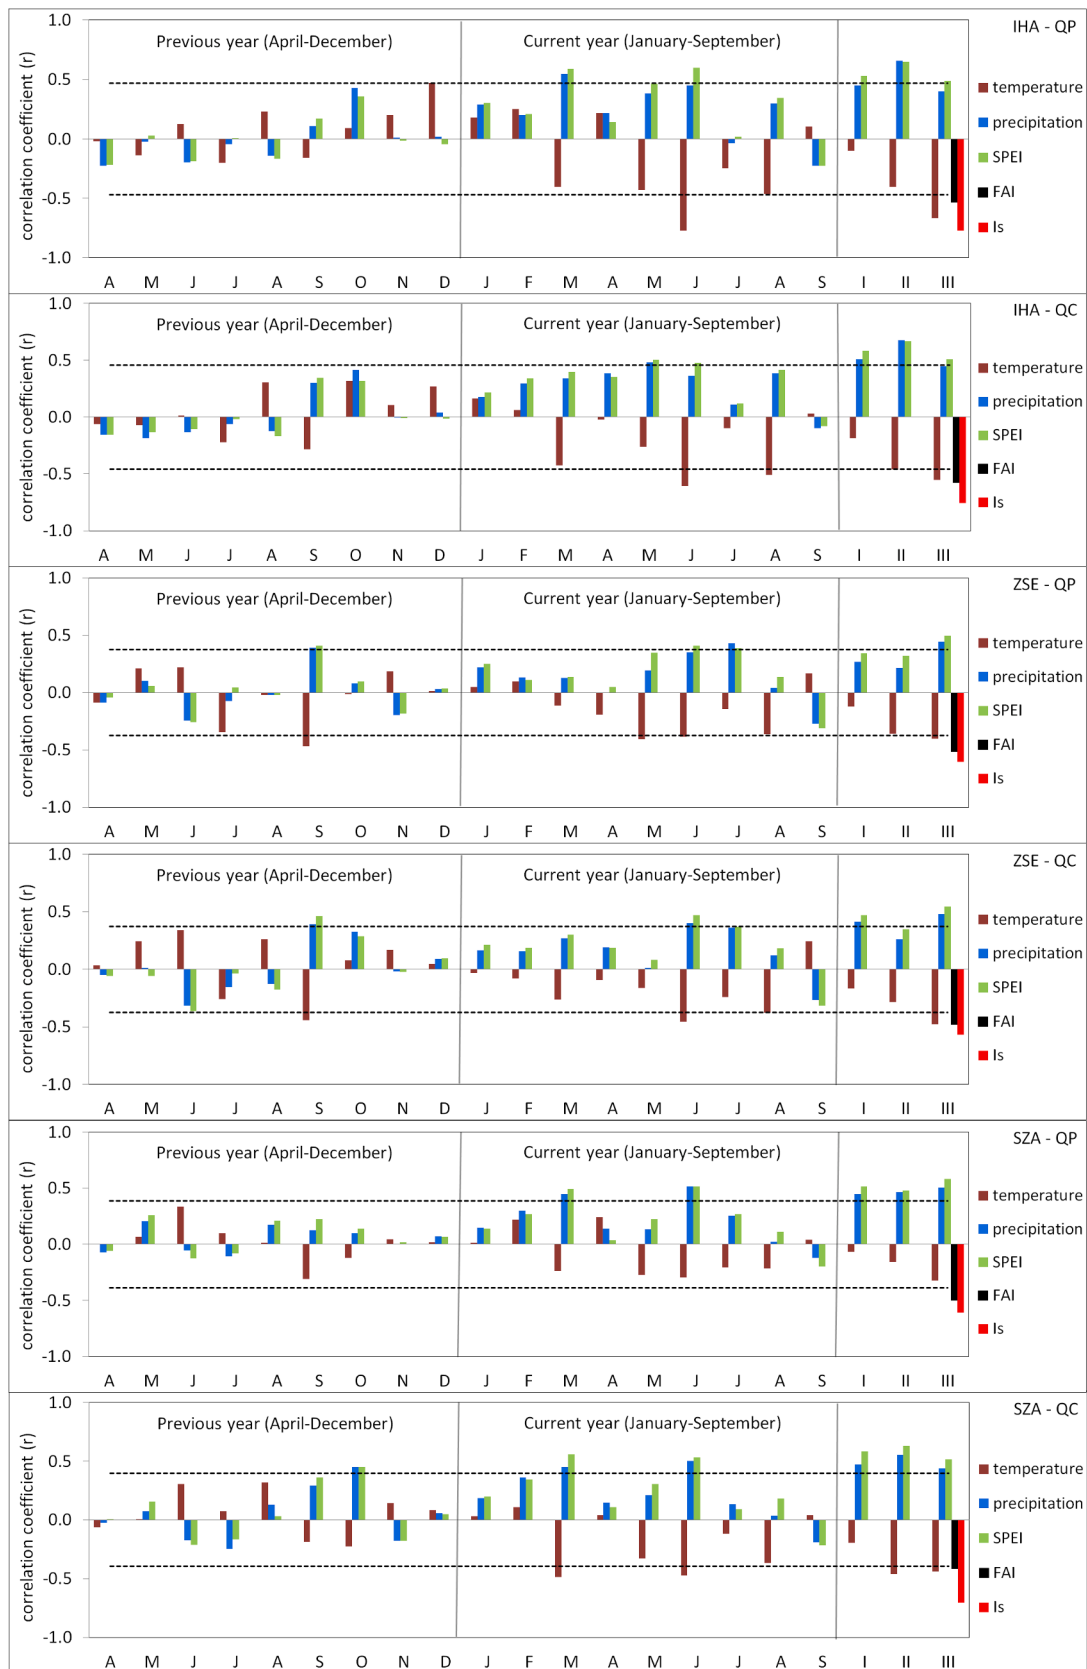 IHA - QP
Previous year (April-December)
Current year (January-September)
correlation coefficient (r)
1.0
0.5
0.0
-0.5
-1.0
temperature
precipitation
SPEI
FAI
Is
A M J J A S O N D J F M A M J J A S I II III
IHA - QC
Previous year (April-December)
Current year (January-September)
correlation coefficient (r)
1.0
0.5
0.0
-0.5
-1.0
temperature
precipitation
SPEI
FAI
Is
A M J J A S O N D J F M A M J J A S I II III
ZSE - QP
Previous year (April-December)
Current year (January-September)
correlation coefficient (r)
1.0
0.5
0.0
-0.5
-1.0
temperature
precipitation
SPEI
FAI
Is
A M J J A S O N D J F M A M J J A S I II III
ZSE - QC
Previous year (April-December)
Current year (January-September)
correlation coefficient (r)
1.0
0.5
0.0
-0.5
-1.0
temperature
precipitation
SPEI
FAI
Is
A M J J A S O N D J F M A M J J A S I II III
SZA - QP
Previous year (April-December)
Current year (January-September)
correlation coefficient (r)
1.0
0.5
0.0
-0.5
-1.0
temperature
precipitation
SPEI
FAI
Is
A M J J A S O N D J F M A M J J A S I II III
SZA - QC
Previous year (April-December)
Current year (January-September)
correlation coefficient (r)
1.0
0.5
0.0
-0.5
-1.0
temperature
precipitation
SPEI
FAI
Is
A M J J A S O N D J F M A M J J A S I II III